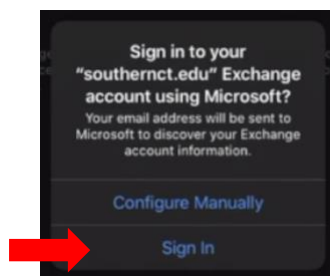 Sign in to your
"southernct.edu" Exchange
account using Microsoft?
Your email address will be sent to
Microsoft to discover your Exchange
account information.
Configure Manually
Sign In